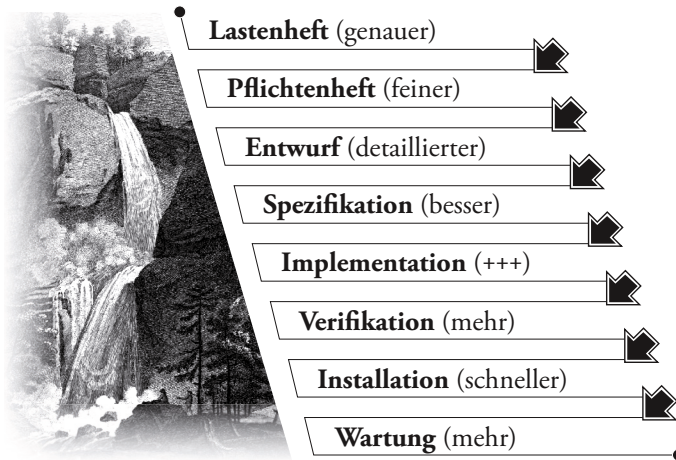 Lastenheft (genauer)
Pflichtenheft (feiner)
Entwurf (detaillierter)
Spezifikation (besser)
Implementation (+++)
Verifikation (mehr)
Installation (schneller)
Wartung (mehr)